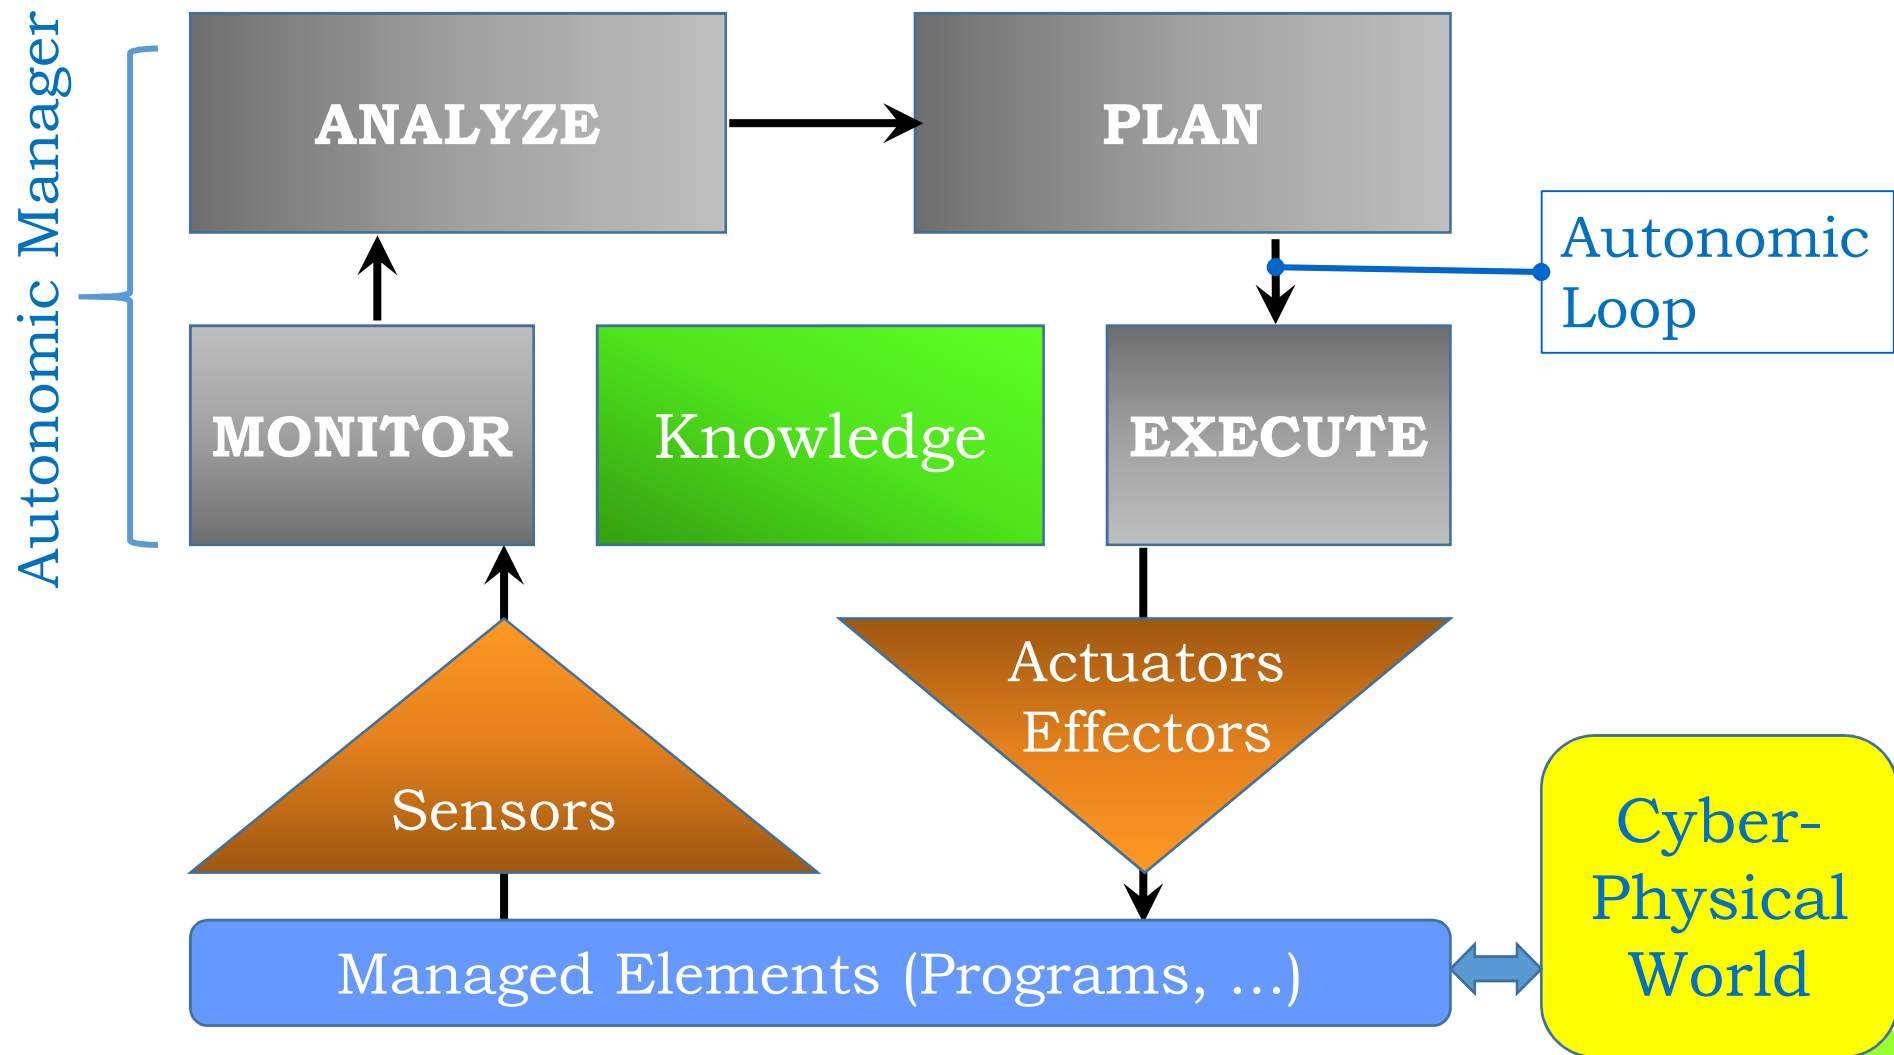 Autonomic Manager
ANALYZE
PLAN
Autonomic
Loop
MONITOR
Knowledge
EXECUTE
Actuators
Effectors
Sensors
Cyber-
Physical
World
Managed Elements (Programs, …)